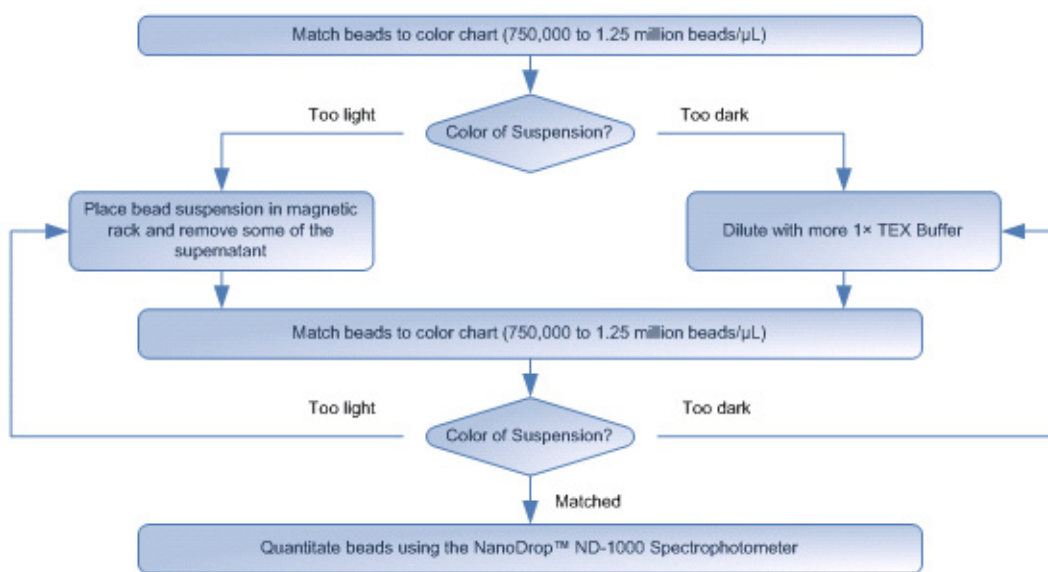 Match beads to color chart (750,000 to 1.25 million beads/µL)
Too light
Color of Suspension?
Too dark
Place bead suspension in magnetic
rack and remove some of the
supernatant
Dilute with more 1× TEX Buffer
Match beads to color chart (750,000 to 1.25 million beads/µL)
Too light
Color of Suspension?
Too dark
Matched
Quantitate beads using the NanoDrop™ ND-1000 Spectrophotometer